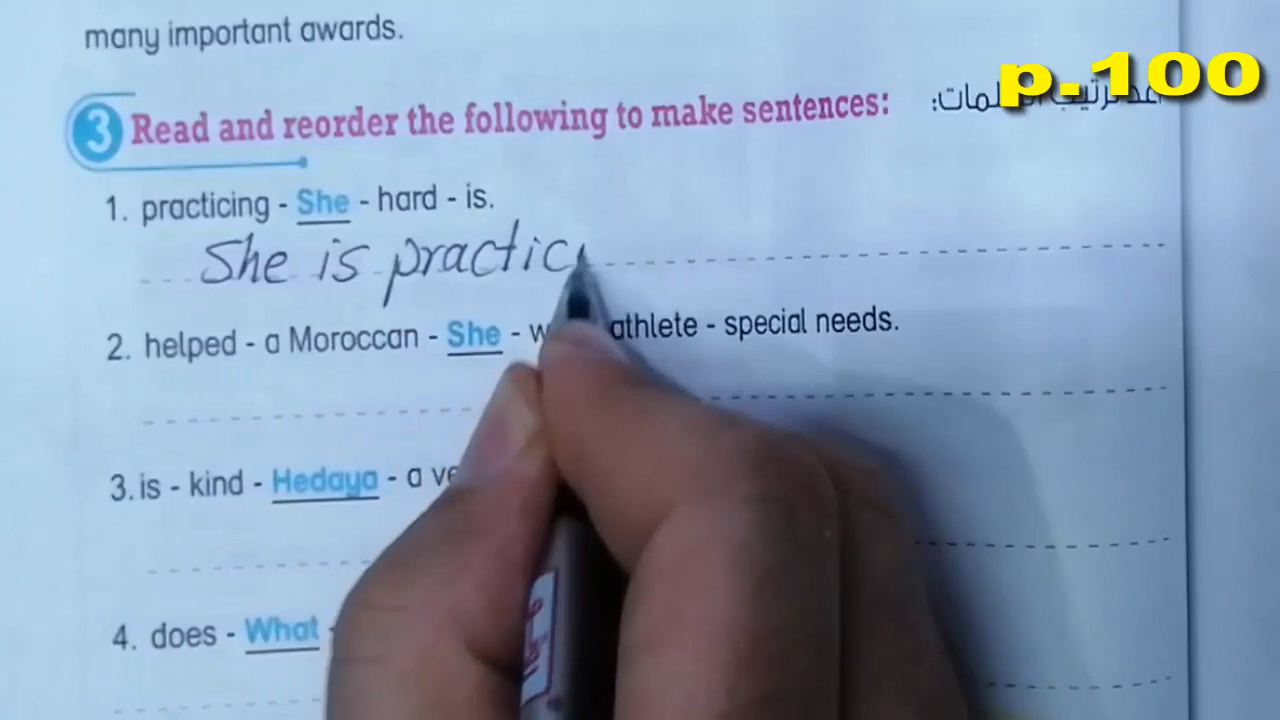 many important awards.
p.100
3 Read and reorder the following to make sentences:
1. practicing - She - hard - is.
She is practic
2. helped - a Moroccan - She - athlete - special needs.
3. is - kind - Hedaya - a
4. does - What